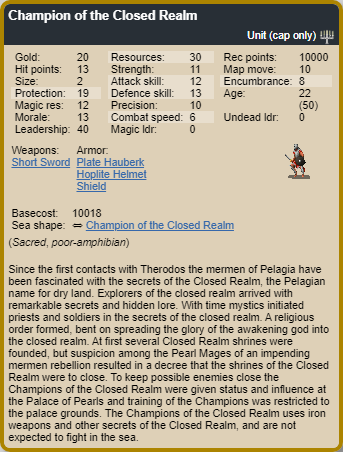 Champion of the Closed Realm
Unit (cap only)
Gold: 20 Resources: 30 Rec points: 10000
Hit points: 13 Strength: 11 Map move: 10
Size: 2 Attack skill: 12 Encumbrance: 8
Protection: 19 Defence skill: 13 Age: 22
Magic res: 12 Precision: 10 (50)
Morale: 13 Combat speed: 6 Undead ldr: 0
Leadership: 40 Magic ldr: 0
Weapons: Armor:
Short Sword Plate Hauberk
Hoplite Helmet
Shield
Basecost: 10018
Sea shape: ⇔ Champion of the Closed Realm
(Sacred, poor-amphibian)
Since the first contacts with Therodos the mermen of Pelagia have
been fascinated with the secrets of the Closed Realm, the Pelagian
name for dry land. Explorers of the closed realm arrived with
remarkable secrets and hidden lore. With time mystics initiated
priests and soldiers in the secrets of the closed realm. A religious
order formed, bent on spreading the glory of the awakening god into
the closed realm. At first several Closed Realm shrines were
founded, but suspicion among the Pearl Mages of an impending
mermen rebellion resulted in a decree that the shrines of the Closed
Realm were to close. To keep possible enemies close the
Champions of the Closed Realm were given status and influence at
the Palace of Pearls and training of the Champions was restricted to
the palace grounds. The Champions of the Closed Realm uses iron
weapons and other secrets of the Closed Realm, and are not
expected to fight in the sea.